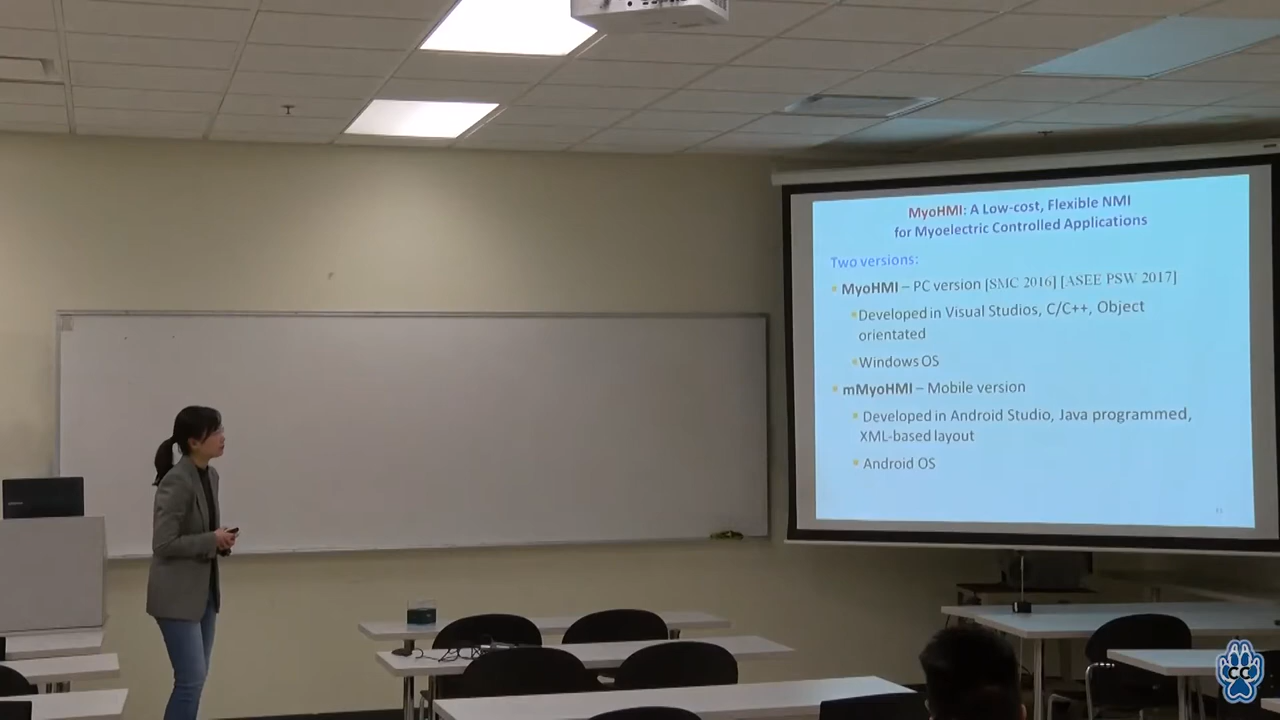 MyoHMI: A Low-cost, Flexible NMI
for Myoelectric Controlled Applications
Two versions:
MyoHMI – PC version [SMC 2016] [ASEE PSW 2017]
Developed in Visual Studios, C/C++, Object
orientated
Windows OS
mMyoHMI – Mobile version
Developed in Android Studio, Java programmed,
XML-based layout
Android OS
CC